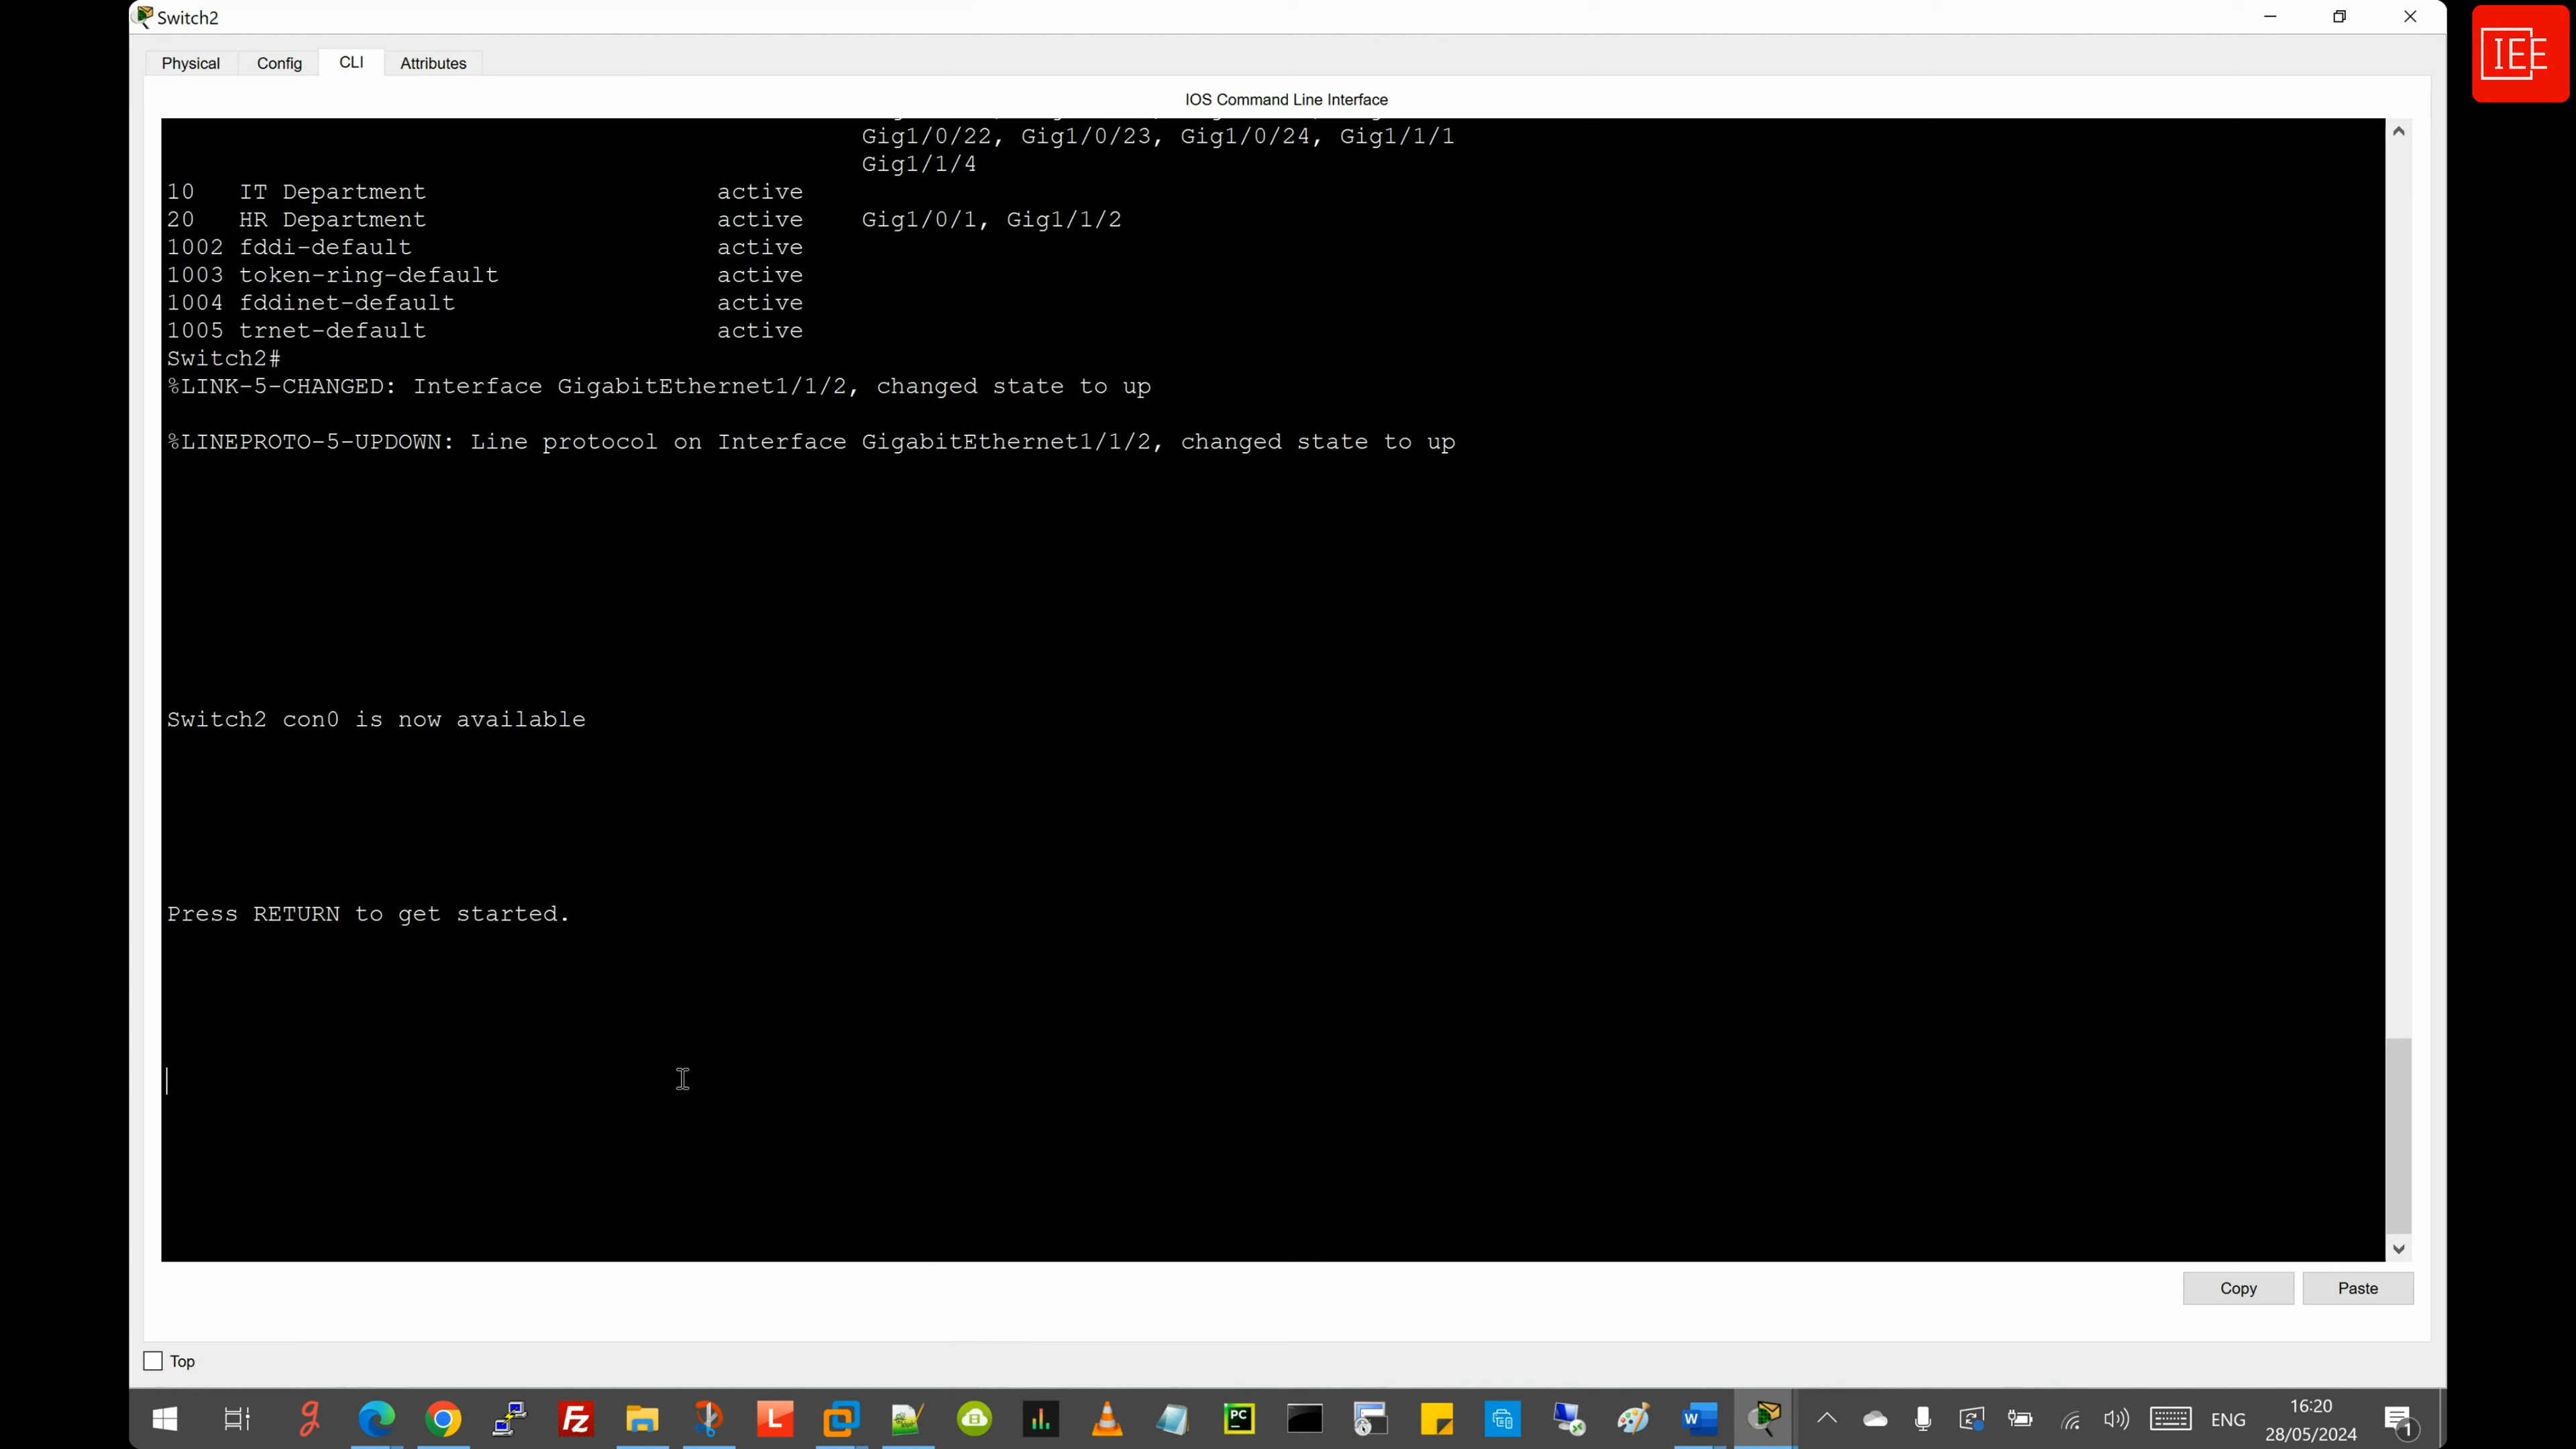 Switch2
IEE
Physical Config CLI Attributes
IOS Command Line Interface
Gig1/0/22, Gig1/0/23, Gig1/0/24, Gig1/1/1
Gig1/1/4
10 IT Department active
20 HR Department active Gig1/0/1, Gig1/1/2
1002 fddi-default active
1003 token-ring-default active
1004 fddinet-default active
1005 trnet-default active
Switch2#
%LINK-5-CHANGED: Interface GigabitEthernet1/1/2, changed state to up
%LINEPROTO-5-UPDOWN: Line protocol on Interface GigabitEthernet1/1/2, changed state to up
Switch2 con0 is now available
Press RETURN to get started.
Copy Paste
Top
g FZ L PC W ENG
16:20
28/05/2024
1